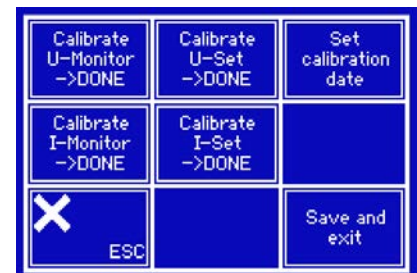 Calibrate
U-Monitor
->DONE
Calibrate
U-Set
->DONE
Set
calibration
date
Calibrate
I-Monitor
->DONE
Calibrate
I-Set
->DONE
ESC
Save and
exit